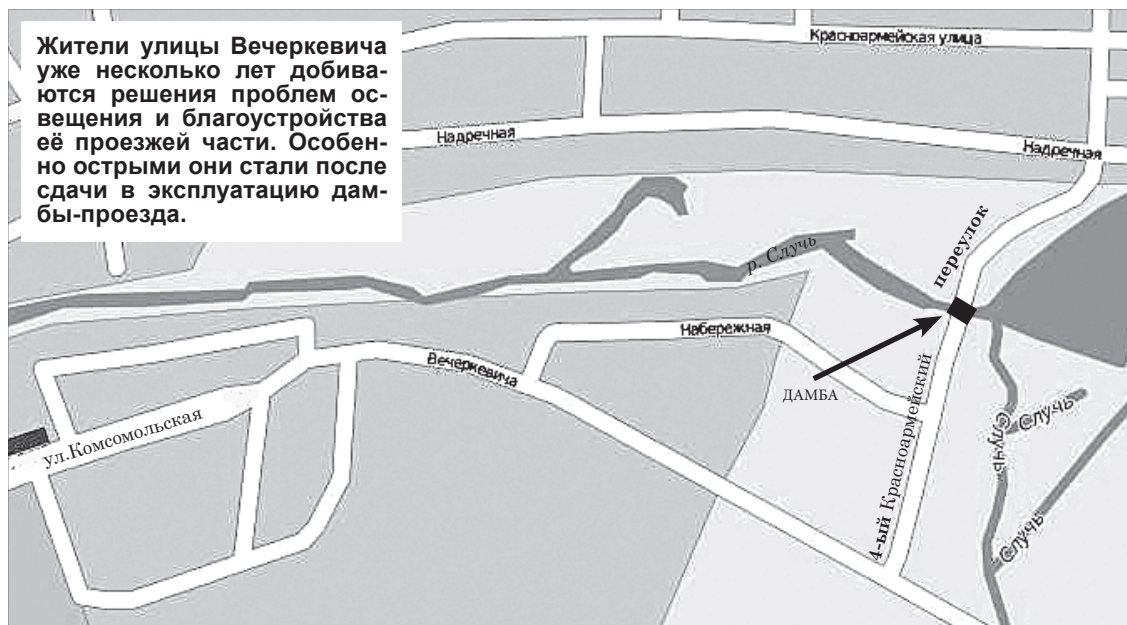 Жители улицы Вечеркевича
уже несколько лет добива-
ются решения проблем ос-
вещения и благоустройства
её проезжей части. Особен-
но острыми они стали после
сдачи в эксплуатацию дам-
бы-проезда.
Красноармейская улица
Надречная
Надречная
переулок
р. Случь
Набережная
Вечеркевича
ДАМБА
4-ый Красноармейский
ул.Комсомольская
Случь
Случь
Случь